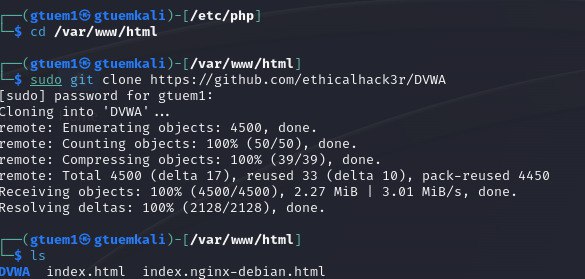 ┌──(gtuem1㉿gtuemkali)-[/etc/php]
└─$ cd /var/www/html
┌──(gtuem1㉿gtuemkali)-[/var/www/html]
└─$ sudo git clone https://github.com/ethicalhack3r/DVWA
[sudo] password for gtuem1:
Cloning into 'DVWA'...
remote: Enumerating objects: 4500, done.
remote: Counting objects: 100% (50/50), done.
remote: Compressing objects: 100% (39/39), done.
remote: Total 4500 (delta 17), reused 33 (delta 10), pack-reused 4450
Receiving objects: 100% (4500/4500), 2.27 MiB | 3.01 MiB/s, done.
Resolving deltas: 100% (2128/2128), done.
┌──(gtuem1㉿gtuemkali)-[/var/www/html]
└─$ ls
DVWA  index.html  index.nginx-debian.html